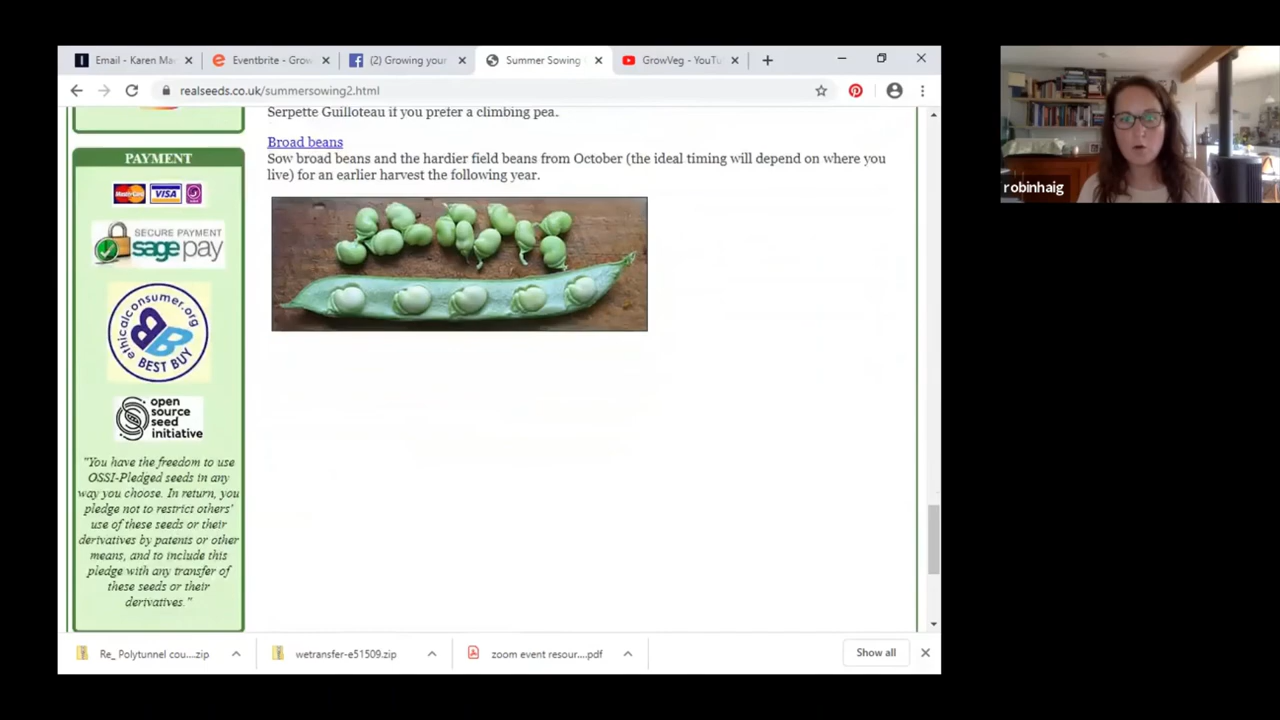 Email - Karen Ma
Eventbrite - Grow
(2) Growing your
Summer Sowing
GrowVeg - YouTu
realseeds.co.uk/summersowing2.html
Serpette Guilloteau if you prefer a climbing pea.
Broad beans
Sow broad beans and the hardier field beans from October (the ideal timing will depend on where you
live) for an earlier harvest the following year.
PAYMENT
MasterCard VISA
SECURE PAYMENT
sage pay
ethicalconsumer.org
BEST BUY
open
source
seed
initiative
"You have the freedom to use
OSSI-Pledged seeds in any
way you choose. In return, you
pledge not to restrict others'
use of these seeds or their
derivatives by patents or other
means, and to include this
pledge with any transfer of
these seeds or their
derivatives."
robinhaig
Re_ Polytunnel cou....zip
wetransfer-e51509.zip
zoom event resour....pdf
Show all